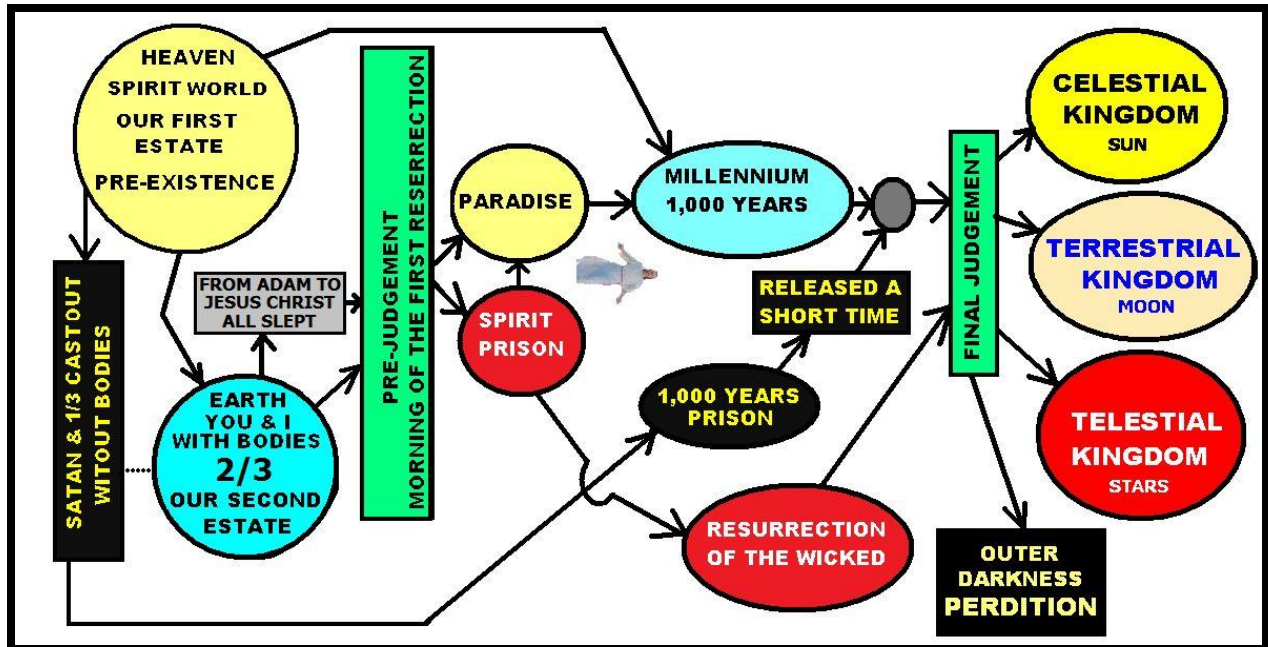 HEAVEN
SPIRIT WORLD
OUR FIRST
ESTATE
PRE-EXISTENCE
SATAN & 1/3 CASTOUT
WITOUT BODIES
FROM ADAM TO
JESUS CHRIST
ALL SLEPT
EARTH
YOU & I
WITH BODIES
2/3
OUR SECOND
ESTATE
PRE-JUDGEMENT
MORNING OF THE FIRST RESERRECTION
PARADISE
SPIRIT
PRISON
MILLENNIUM
1,000 YEARS
RELEASED A
SHORT TIME
1,000 YEARS
PRISON
RESURRECTION
OF THE WICKED
FINAL JUDGEMENT
CELESTIAL
KINGDOM
SUN
TERRESTRIAL
KINGDOM
MOON
TELESTIAL
KINGDOM
STARS
OUTER
DARKNESS
PERDITION